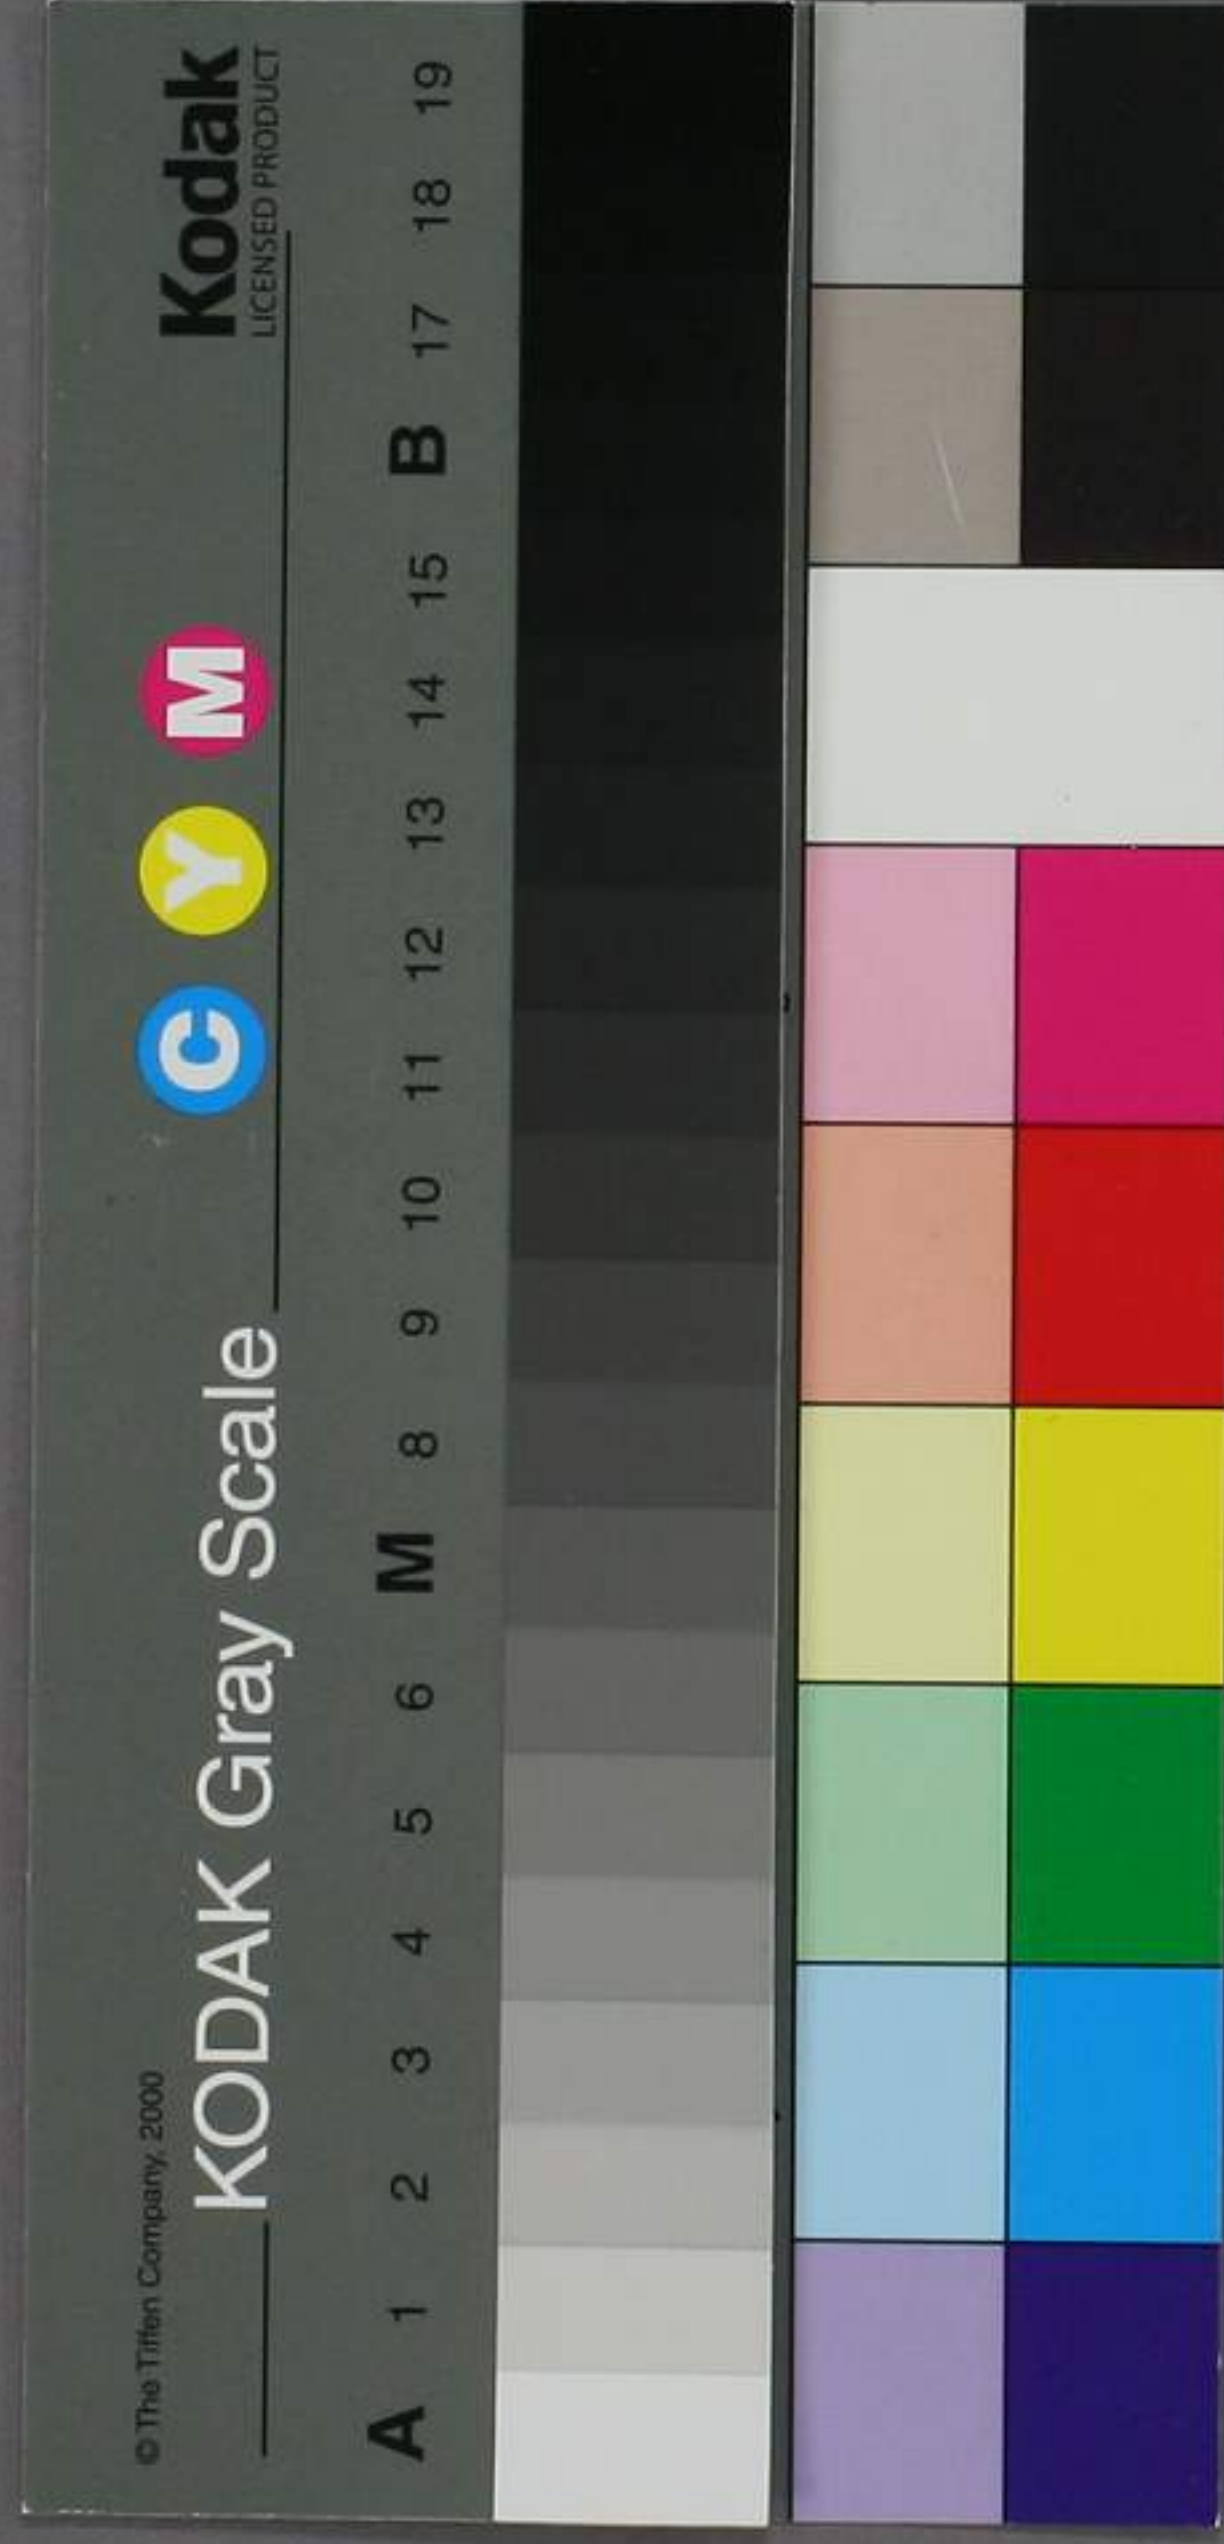 © The Tiffen Company, 2000
KODAK Gray Scale
C Y M
Kodak
LICENSED PRODUCT
A 1 2 3 4 5 6 M 8 9 10 11 12 13 14 15 B 17 18 19